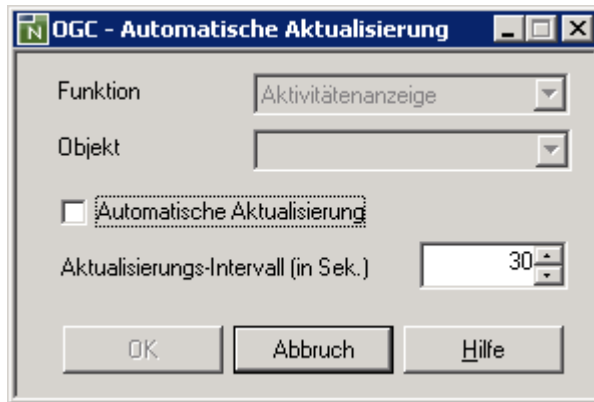 OGC - Automatische Aktualisierung
Funktion Aktivitätenanzeige
Objekt
Automatische Aktualisierung
Aktualisierungs-Intervall (in Sek.) 30
OK Abbruch Hilfe